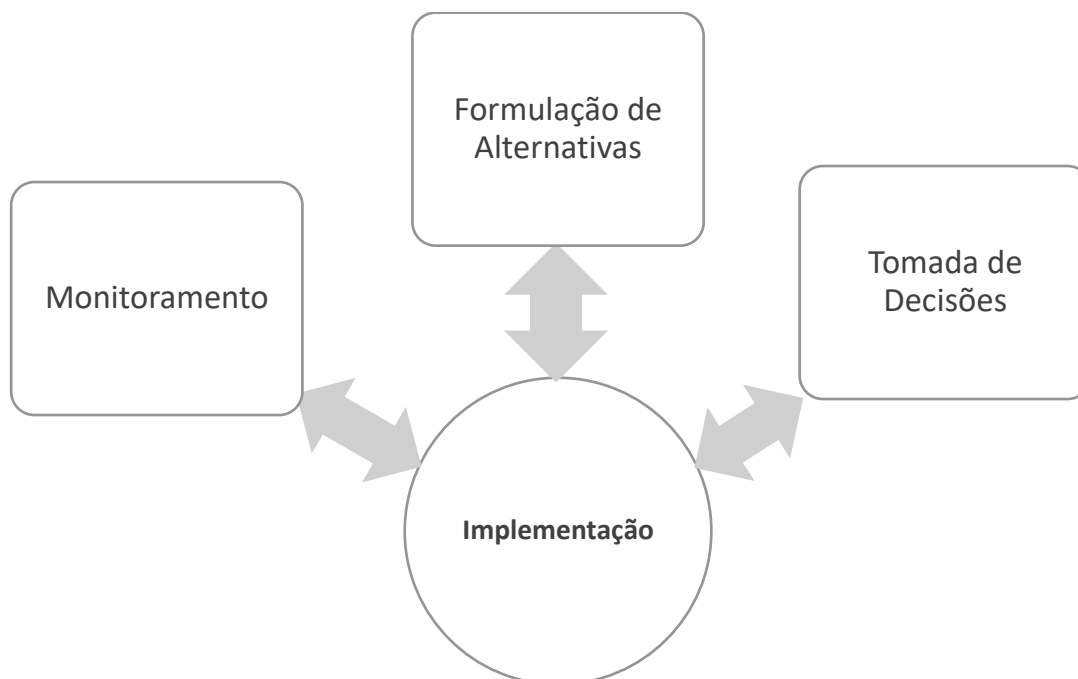 Formulação de
Alternativas
Monitoramento
Tomada de
Decisões
Implementação